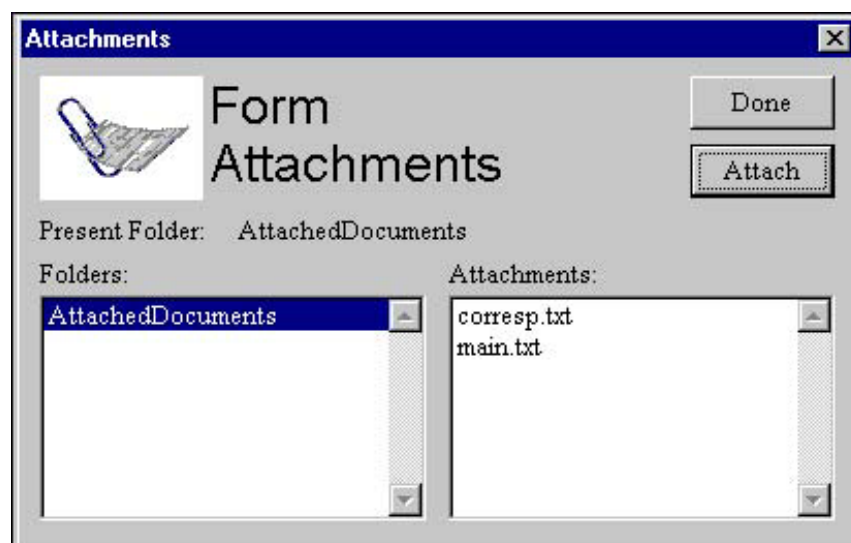 Attachments
Form
Attachments
Done
Attach
Present Folder: AttachedDocuments
Folders:
Attachments:
AttachedDocuments
corresp.txt
main.txt